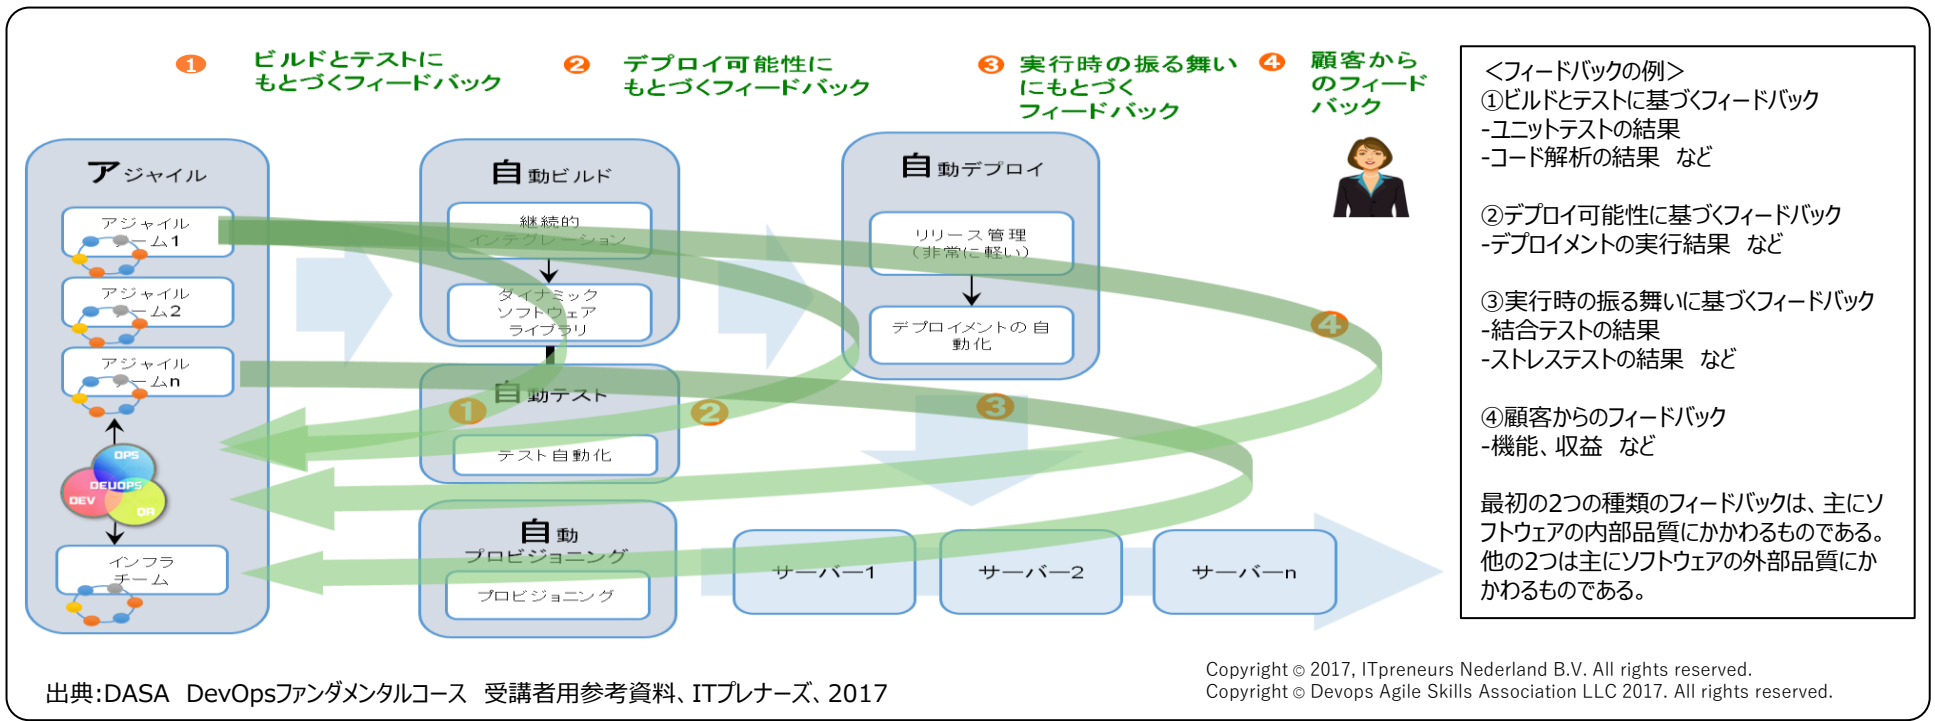 ① ビルドとテストに
もとづくフィードバック
② デプロイ可能性に
もとづくフィードバック
③ 実行時の振る舞い
にもとづく
フィードバック
④ 顧客から
のフィード
バック
アジャイル
アジャイル
チーム1
アジャイル
チーム2
アジャイル
チームn
OPS
DEVOPS
DEV
QA
インフラ
チーム
自動ビルド
継続的
インテグレーション
ダイナミック
ソフトウェア
ライブラリ
自動テスト
テスト自動化
自動
プロビジョニング
プロビジョニング
自動デプロイ
リリース管理
(非常に軽い)
デプロイメントの自
動化
①
②
③
④
サーバー1
サーバー2
サーバーn
<フィードバックの例>
①ビルドとテストに基づくフィードバック
-ユニットテストの結果
-コード解析の結果 など
②デプロイ可能性に基づくフィードバック
-デプロイメントの実行結果 など
③実行時の振る舞いに基づくフィードバック
-結合テストの結果
-ストレステストの結果 など
④顧客からのフィードバック
-機能、収益 など
最初の2つの種類のフィードバックは、主にソ
フトウェアの内部品質にかかわるものである。
他の2つは主にソフトウェアの外部品質にか
かわるものである。
出典:DASA DevOpsファンダメンタルコース 受講者用参考資料、ITプレナーズ、2017
Copyright © 2017, ITpreneurs Nederland B.V. All rights reserved.
Copyright © Devops Agile Skills Association LLC 2017. All rights reserved.